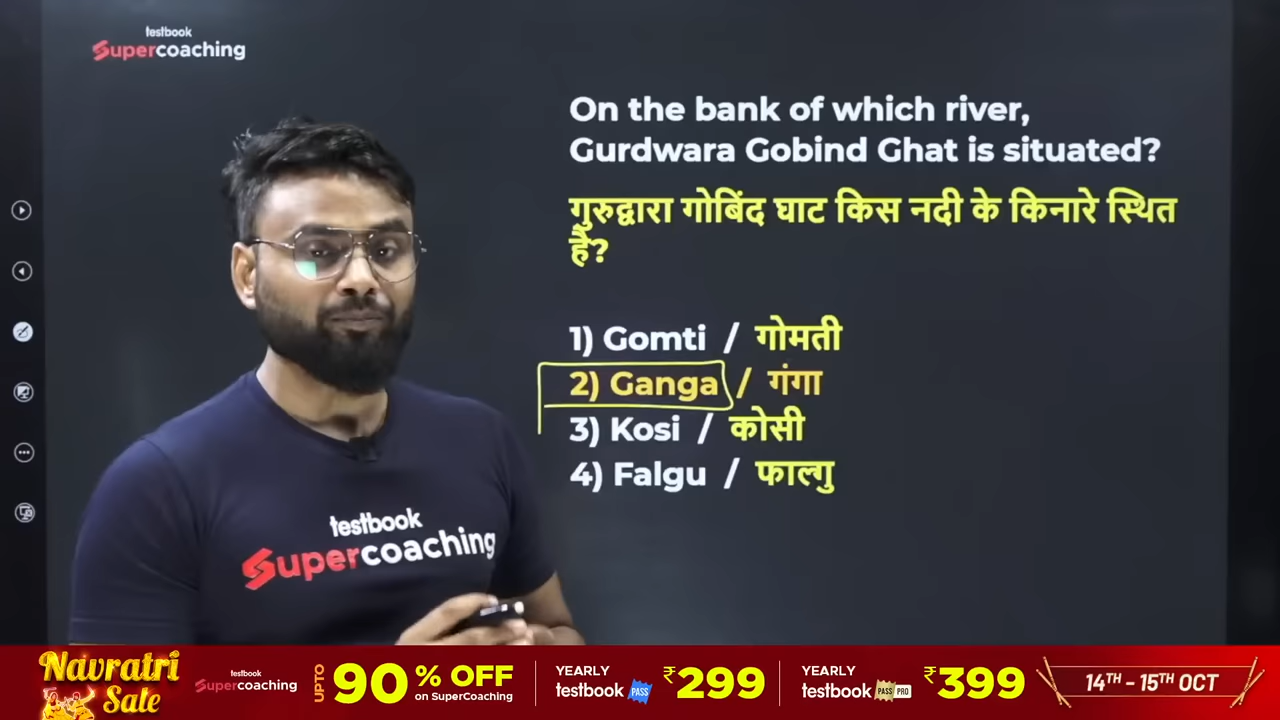 testbook
Supercoaching
On the bank of which river,
Gurdwara Gobind Ghat is situated?
गुरुद्वारा गोबिंद घाट किस नदी के किनारे स्थित
है?
1) Gomti / गोमती
2) Ganga / गंगा
3) Kosi / कोसी
4) Falgu / फाल्गु
testbook
Supercoaching
Navratri
Sale
testbook
Supercoaching
UPTO 90% OFF
on SuperCoaching
YEARLY
testbook PASS
₹299
YEARLY
testbook PASS PRO
₹399
14TH - 15TH OCT